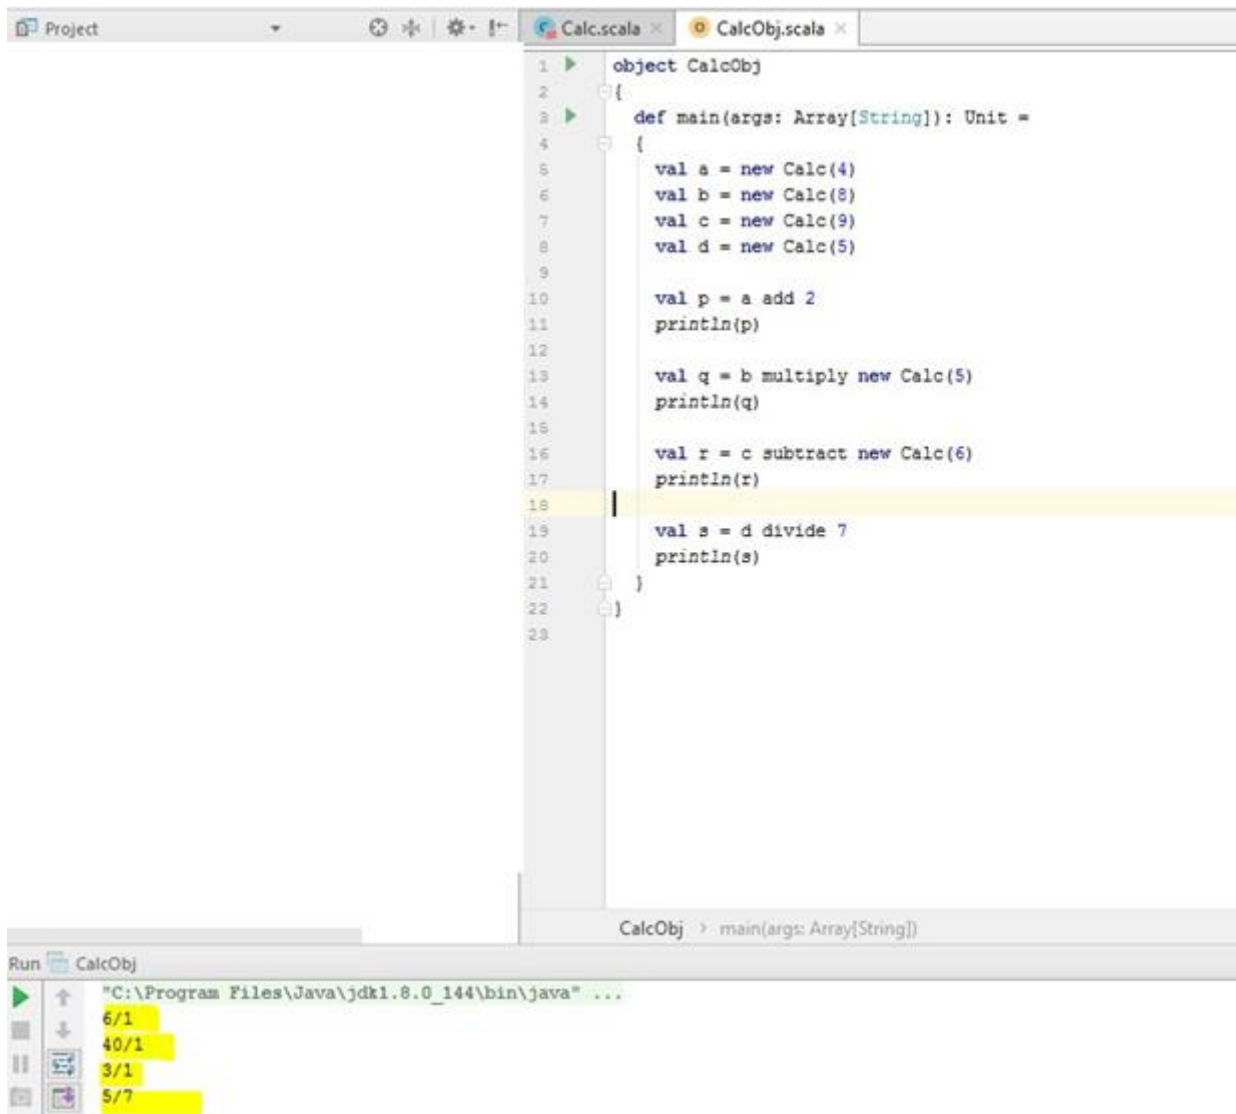 Project
Calc.scala
CalcObj.scala
1 object CalcObj
2 {
3 def main(args: Array[String]): Unit =
4 {
5 val a = new Calc(4)
6 val b = new Calc(8)
7 val c = new Calc(9)
8 val d = new Calc(5)
9
10 val p = a add 2
11 println(p)
12
13 val q = b multiply new Calc(5)
14 println(q)
15
16 val r = c subtract new Calc(6)
17 println(r)
18
19 val s = d divide 7
20 println(s)
21 }
22 }
23
CalcObj > main(args: Array[String])
Run CalcObj
"C:\Program Files\Java\jdk1.8.0_144\bin\java" ...
6/1
40/1
3/1
5/7